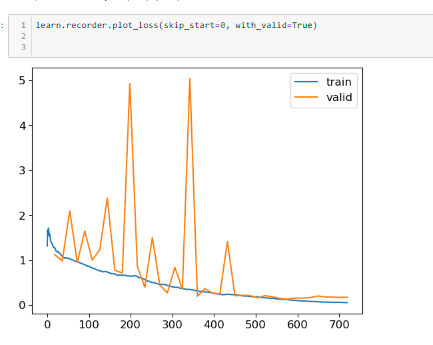 1 learn.recorder.plot_loss(skip_start=0, with_valid=True)
2
3
train
valid
5
4
3
2
1
0
0 100 200 300 400 500 600 700